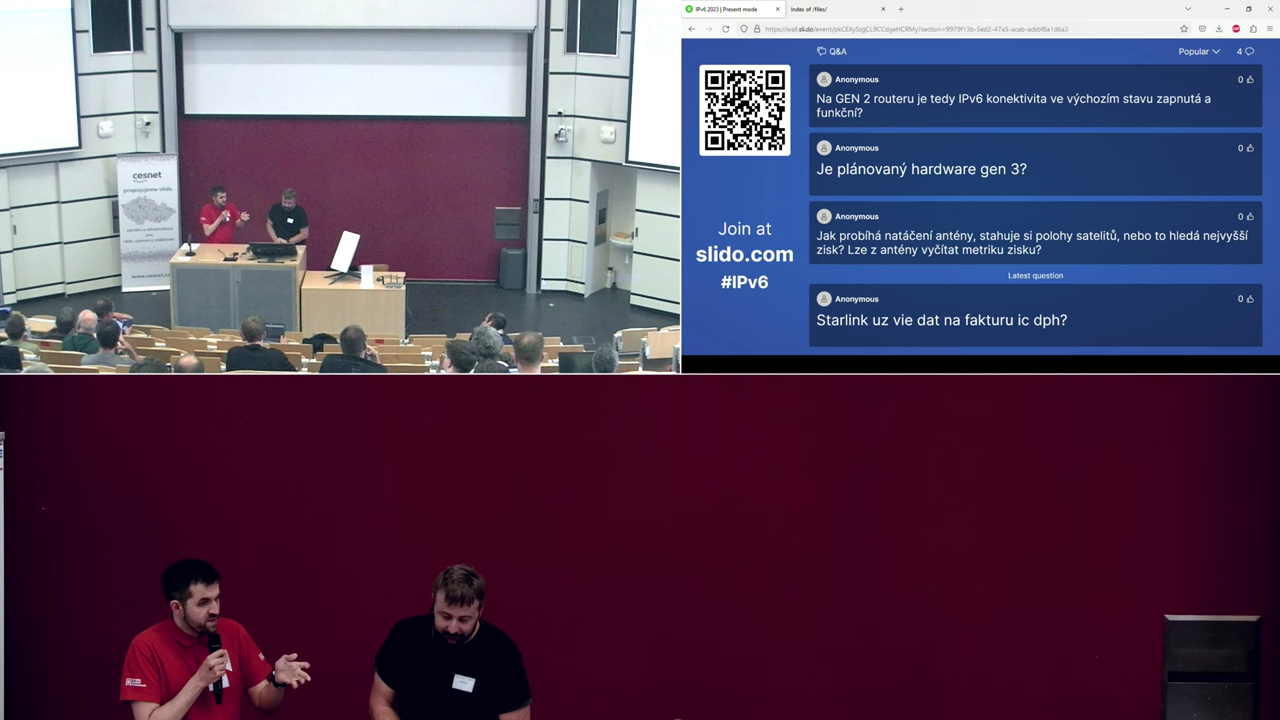 cesnet
propojujeme vědu
IPv6 2023 | Present mode
Index of /files/
Q&A
Popular
4
Anonymous
0
Na GEN 2 routeru je tedy IPv6 konektivita ve výchozím stavu zapnutá a
funkční?
Anonymous
0
Je plánovaný hardware gen 3?
Anonymous
0
Jak probíhá natáčení antény, stahuje si polohy satelitů, nebo to hledá nejvyšší
zisk? Lze z antény vyčítat metriku zisku?
Latest question
Anonymous
0
Starlink uz vie dat na fakturu ic dph?
Join at
slido.com
#IPv6